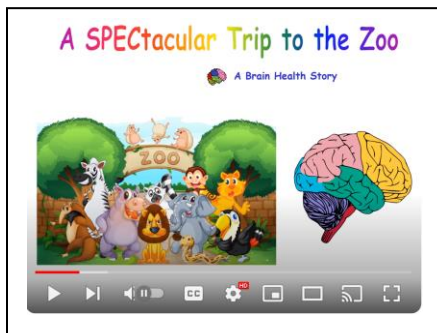 A SPECtacular Trip to the Zoo
A Brain Health Story
ZOO
CC
HD